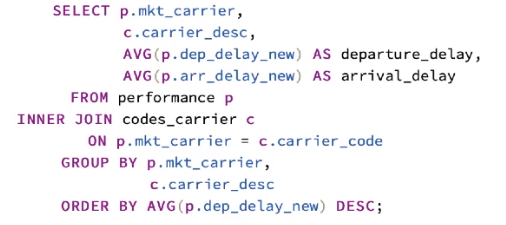 SELECT p.mkt_carrier,
c.carrier_desc,
AVG(p.dep_delay_new) AS departure_delay,
AVG(p.arr_delay_new) AS arrival_delay
FROM performance p
INNER JOIN codes_carrier c
ON p.mkt_carrier = c.carrier_code
GROUP BY p.mkt_carrier,
c.carrier_desc
ORDER BY AVG(p.dep_delay_new) DESC;